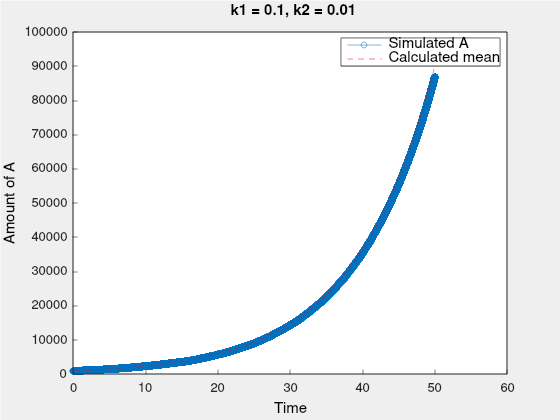 k1 = 0.1, k2 = 0.01
100000
90000
80000
70000
60000
50000
40000
30000
20000
10000
0
Amount of A
Simulated A
Calculated mean
0 10 20 30 40 50 60
Time